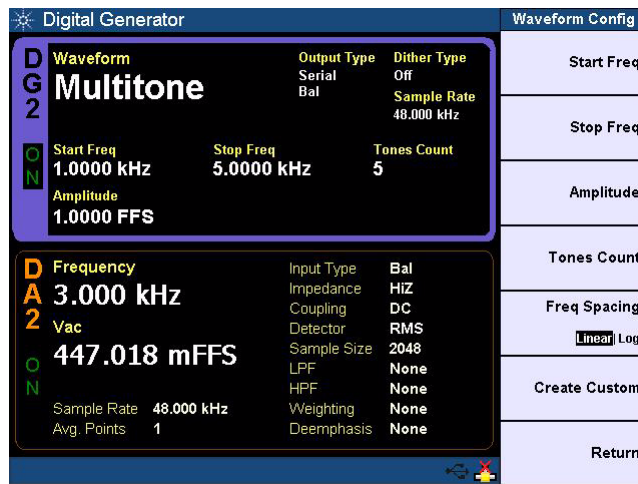 Digital Generator
Waveform Config
DG2
ON
Waveform
Multitone
Output Type
Serial
Bal
Dither Type
Off
Sample Rate
48.000 kHz
Start Freq
1.0000 kHz
Stop Freq
5.0000 kHz
Tones Count
5
Amplitude
1.0000 FFS
DA2
ON
Frequency
3.000 kHz
Vac
447.018 mFFS
Sample Rate 48.000 kHz
Avg. Points 1
Input Type Bal
Impedance HiZ
Coupling DC
Detector RMS
Sample Size 2048
LPF None
HPF None
Weighting None
Deemphasis None
Start Freq
Stop Freq
Amplitude
Tones Count
Freq Spacing
Linear Log
Create Custom
Return